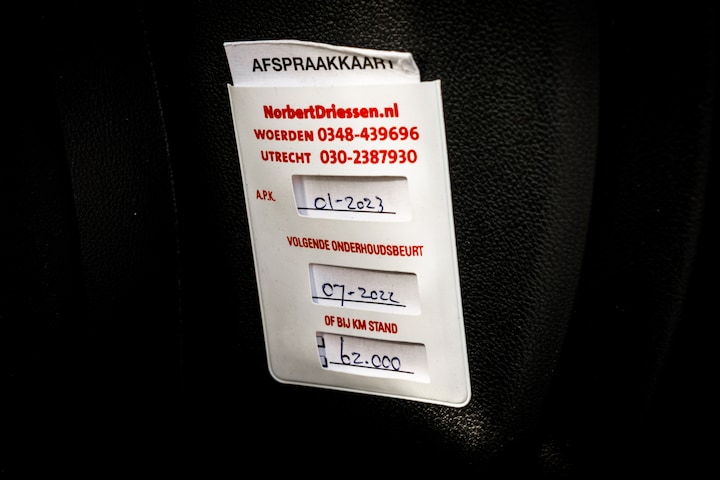 AFSPRAAKKAART
NorbertDriessen.nl
WOERDEN 0348-439696
UTRECHT 030-2387930
A.P.K. 01-2023
VOLGENDE ONDERHOUDSBEURT
07-2022
OF BIJ KM STAND
62.000